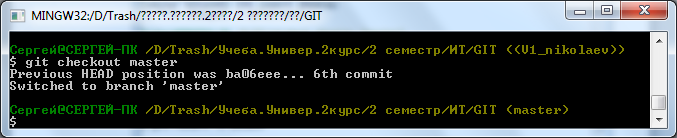 MINGW32:/D/Trash/?????.??????.2????/2 ???????/??/GIT
Сергей@СЕРГЕЙ-ПК /D/Trash/Учеба.Универ.2курс/2 семестр/ИТ/GIT ((V1_nikolaev))
$ git checkout master
Previous HEAD position was ba06eee... 6th commit
Switched to branch 'master'
Сергей@СЕРГЕЙ-ПК /D/Trash/Учеба.Универ.2курс/2 семестр/ИТ/GIT (master)
$